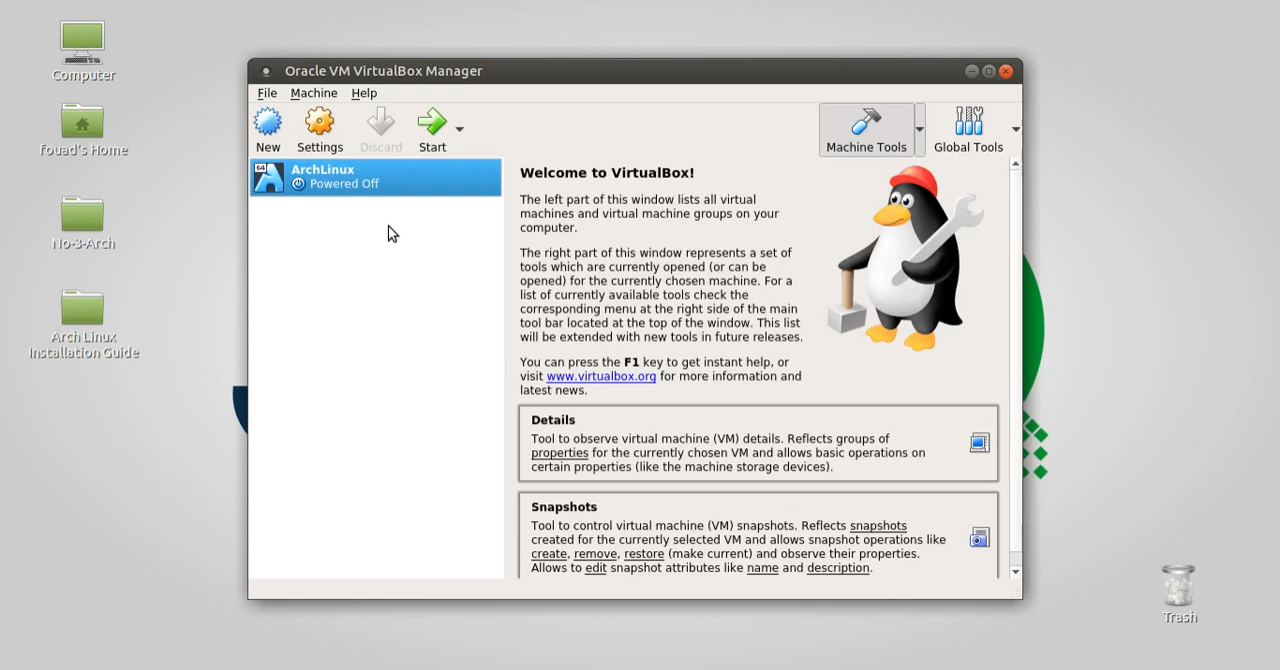 Computer
fouad's Home
No-3-Arch
Arch Linux
Installation Guide
Oracle VM VirtualBox Manager
File Machine Help
New Settings Discard Start Machine Tools Global Tools
64
ArchLinux
Powered Off
Welcome to VirtualBox!
The left part of this window lists all virtual
machines and virtual machine groups on your
computer.
The right part of this window represents a set of
tools which are currently opened (or can be
opened) for the currently chosen machine. For a
list of currently available tools check the
corresponding menu at the right side of the main
tool bar located at the top of the window. This list
will be extended with new tools in future releases.
You can press the F1 key to get instant help, or
visit www.virtualbox.org for more information and
latest news.
Details
Tool to observe virtual machine (VM) details. Reflects groups of
properties for the currently chosen VM and allows basic operations on
certain properties (like the machine storage devices).
Snapshots
Tool to control virtual machine (VM) snapshots. Reflects snapshots
created for the currently selected VM and allows snapshot operations like
create, remove, restore (make current) and observe their properties.
Allows to edit snapshot attributes like name and description.
Trash